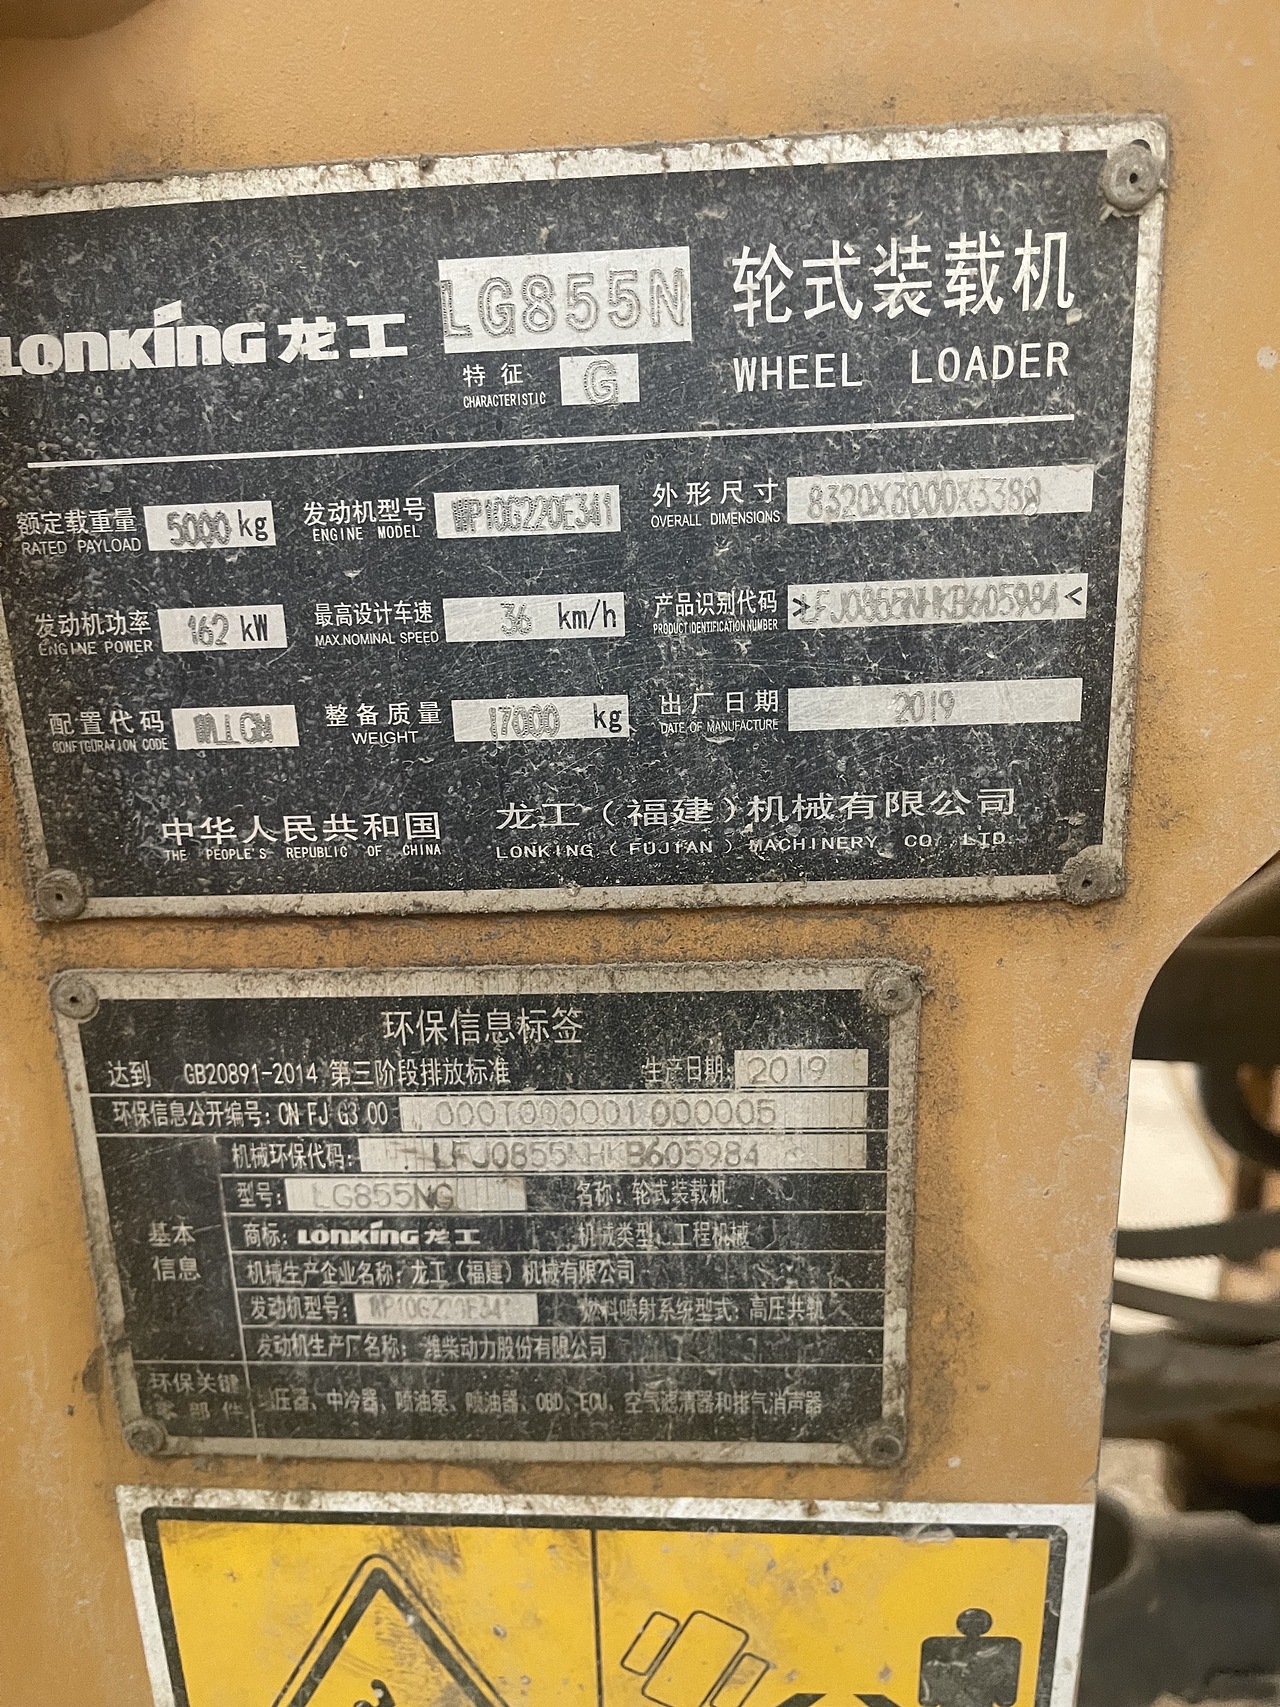 LONKING龙工 LG855N 轮式装载机
特征 G
CHARACTERISTIC
WHEEL LOADER
额定载重量 5000 kg 发动机型号 WP10G220E341 外形尺寸 8320X3000X3380
RATED PAYLOAD ENGINE MODEL OVERALL DIMENSIONS
发动机功率 162 kW 最高设计车速 36 km/h 产品识别代码 >LFJ0855NHKB605984<
ENGINE POWER MAX.NOMINAL SPEED PRODUCT IDENTIFICATION NUMBER
配置代码 整备质量 17000 kg 出厂日期 2019
CONFIGURATION CODE WEIGHT DATE OF MANUFACTURE
中华人民共和国 龙工(福建)机械有限公司
THE PEOPLE'S REPUBLIC OF CHINA LONKING (FUJIAN) MACHINERY CO.,LTD.
环保信息标签
达到 GB20891-2014 第三阶段排放标准 生产日期: 2019
环保信息公开编号: CN FJ G3 00 0001000001 000005
机械环保代码: LFJ0855NHKB605984
型号: LG855NG 名称: 轮式装载机
基本信息
商标: LONKING龙工 机械类型: 工程机械
机械生产企业名称: 龙工(福建)机械有限公司
发动机型号: WP10G220E341 燃料喷射系统型式: 高压共轨
发动机生产厂名称: 潍柴动力股份有限公司
环保关键零部件 增压器、中冷器、喷油泵、喷油器、OBD、ECU、空气滤清器和排气消声器